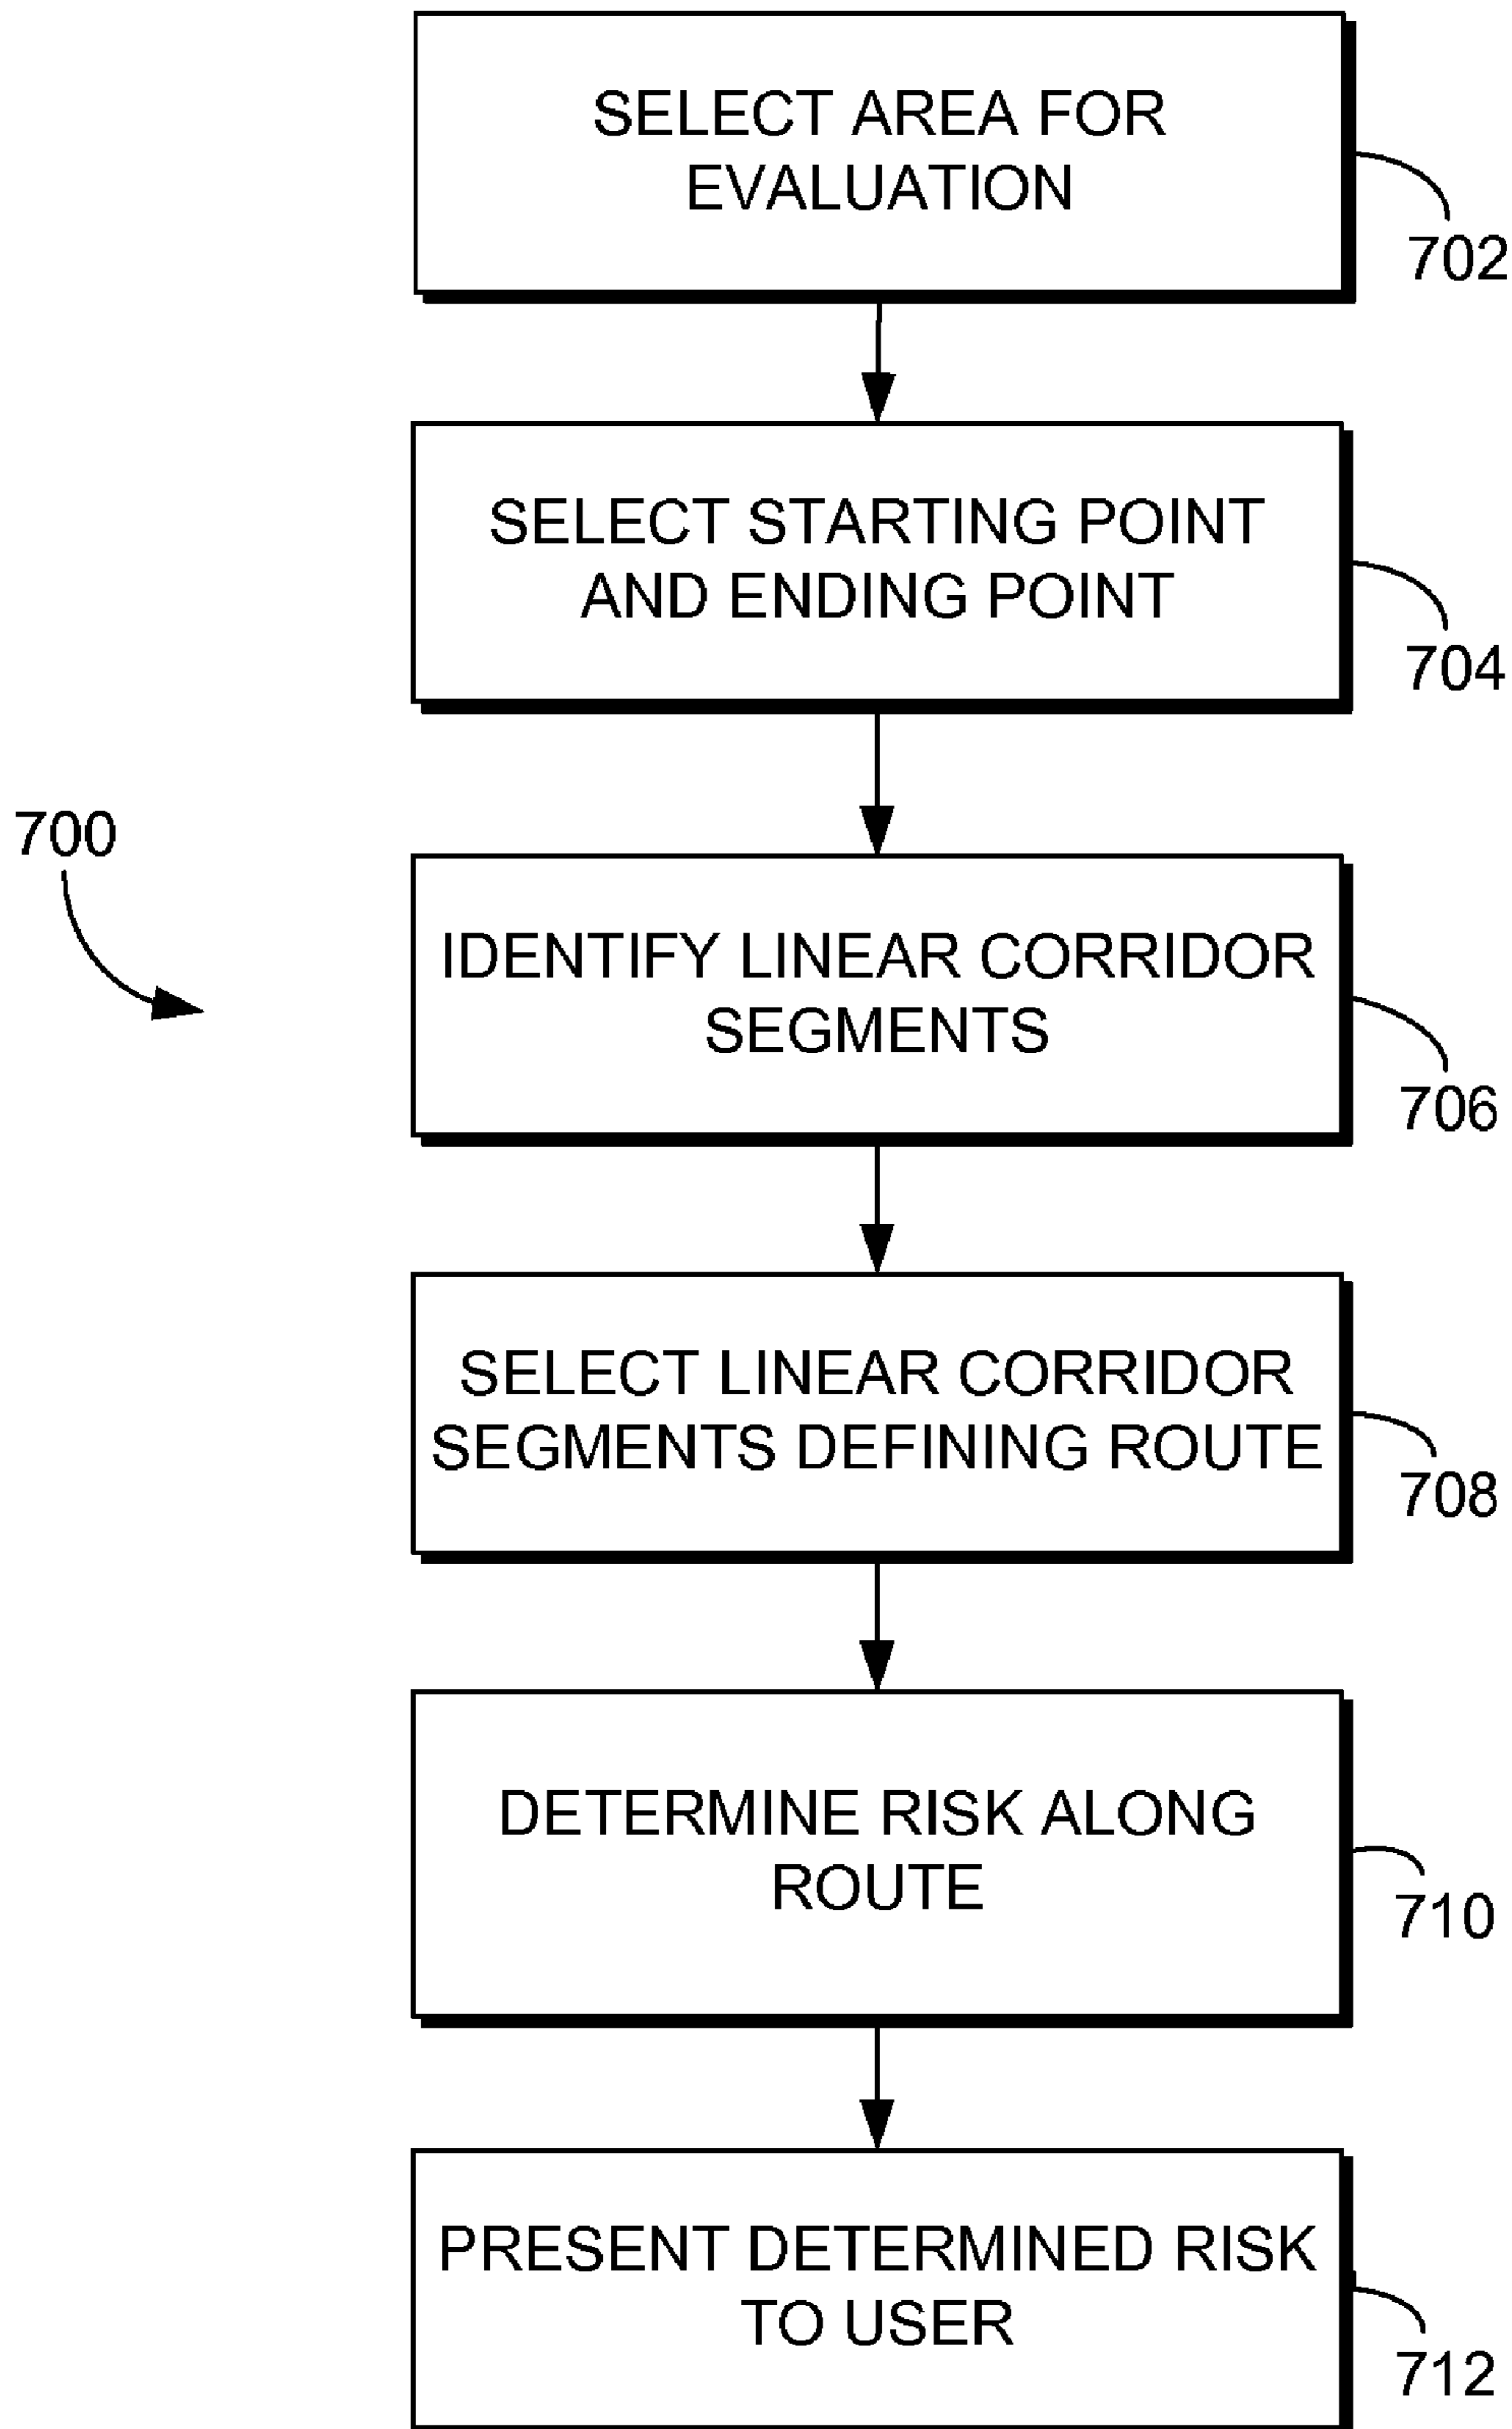 SELECT AREA FOR
EVALUATION
702
SELECT STARTING POINT
AND ENDING POINT
704
700
IDENTIFY LINEAR CORRIDOR
SEGMENTS
706
SELECT LINEAR CORRIDOR
SEGMENTS DEFINING ROUTE
708
DETERMINE RISK ALONG
ROUTE
710
PRESENT DETERMINED RISK
TO USER
712